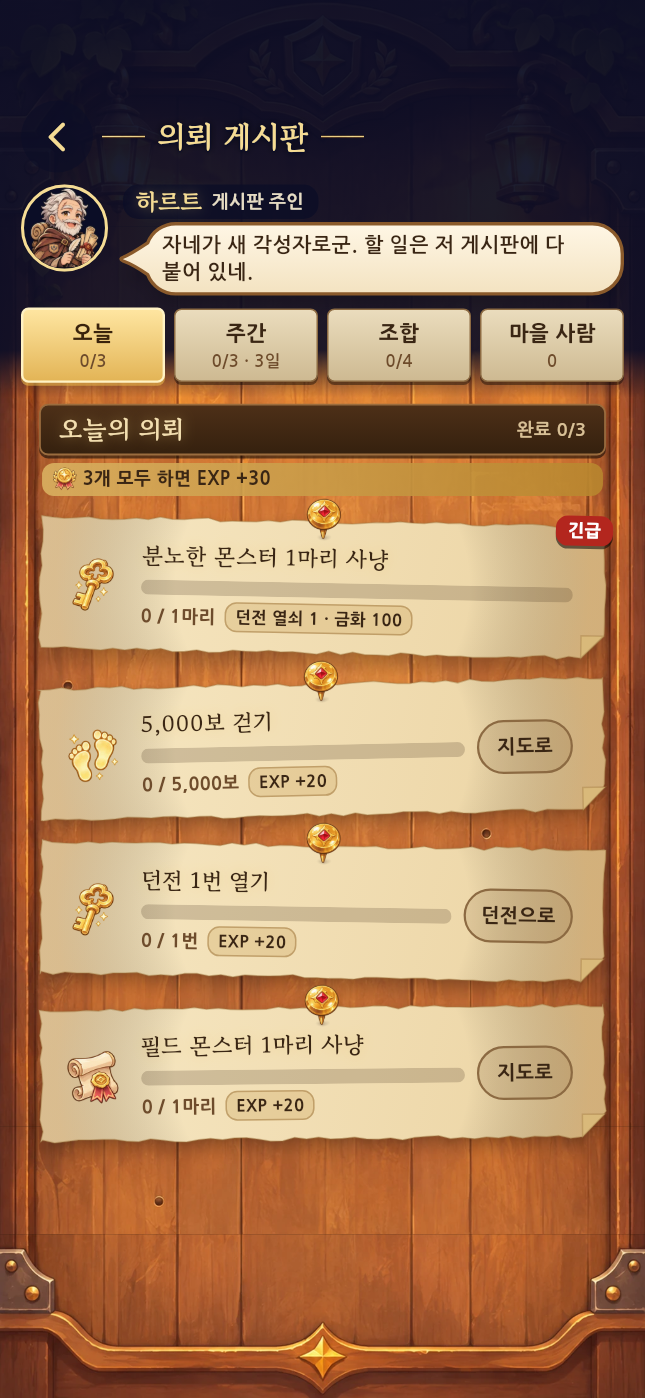 의뢰 게시판
하르트 게시판 주인
자네가 새 각성자로군. 할 일은 저 게시판에 다
붙어 있네.
오늘
0/3
주간
0/3 · 3일
조합
0/4
마을 사람
0
오늘의 의뢰
완료 0/3
3개 모두 하면 EXP +30
긴급
분노한 몬스터 1마리 사냥
0 / 1마리
던전 열쇠 1 · 금화 100
5,000보 걷기
0 / 5,000보
EXP +20
지도로
던전 1번 열기
0 / 1번
EXP +20
던전으로
필드 몬스터 1마리 사냥
0 / 1마리
EXP +20
지도로